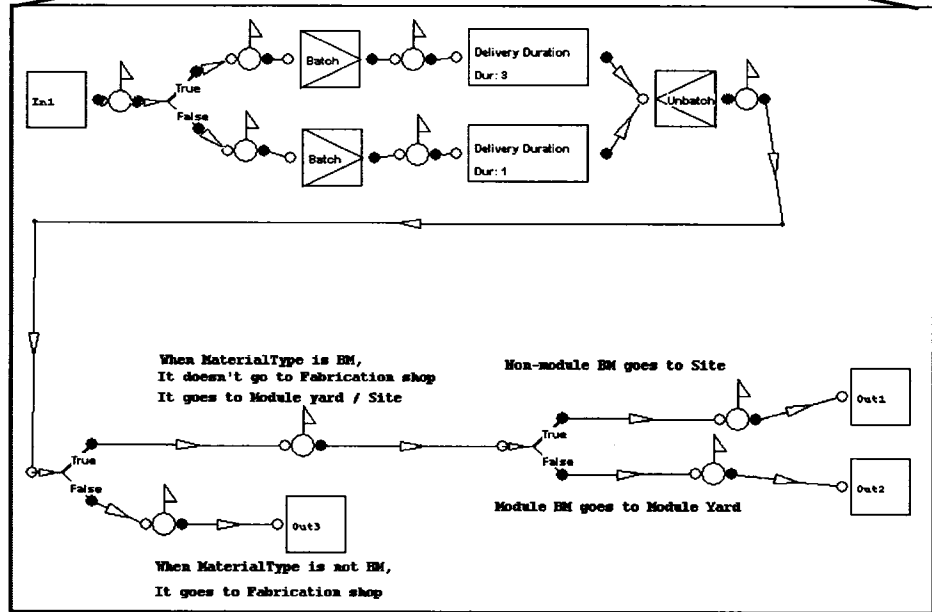 In1
True
False
Batch
Delivery Duration
Dur: 3
Batch
Delivery Duration
Dur: 1
Unbatch
When MaterialType is BM,
It doesn't go to Fabrication shop
It goes to Module yard / Site
Non-module BM goes to Site
True
False
Out3
True
False
Out1
Out2
Module BM goes to Module Yard
When MaterialType is not BM,
It goes to Fabrication shop